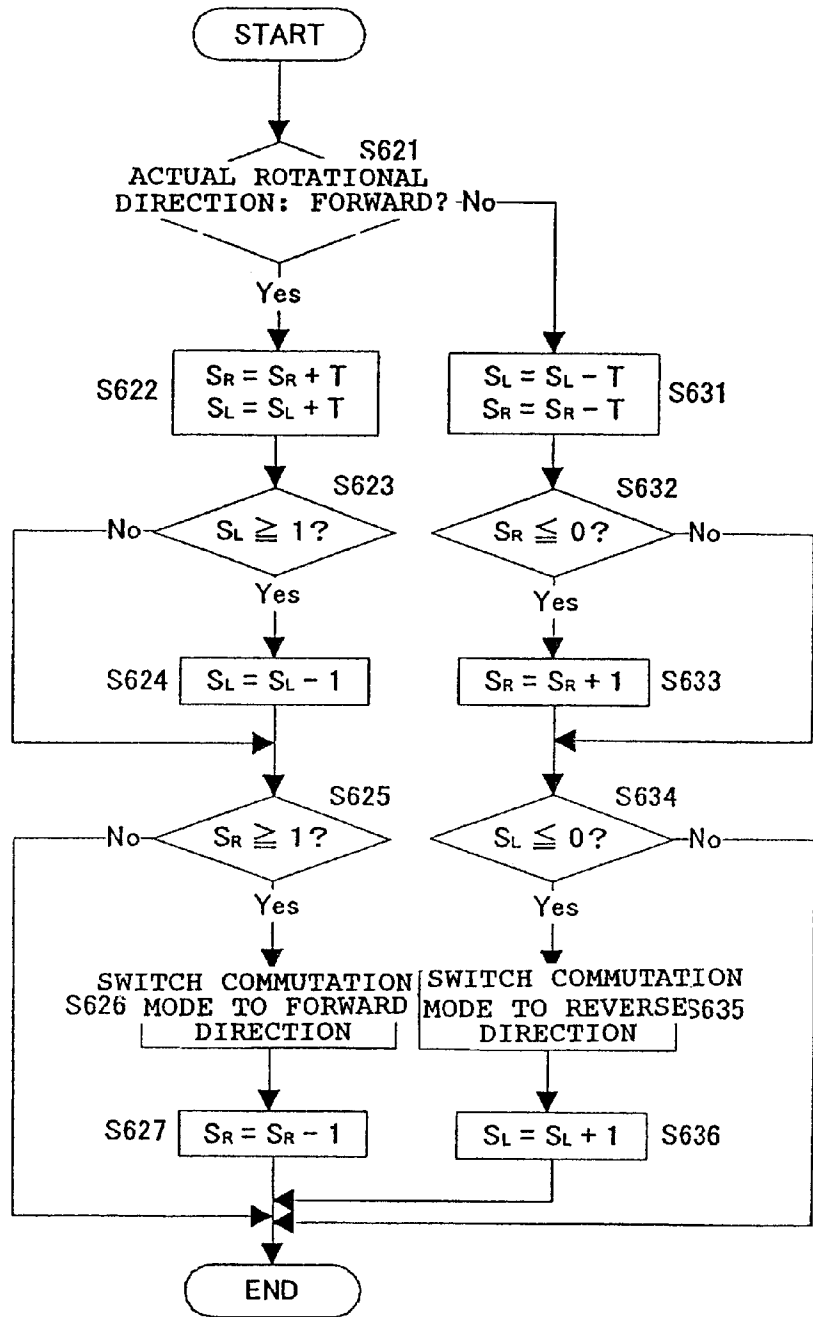 START
S621
ACTUAL ROTATIONAL
DIRECTION: FORWARD? No
Yes
S622
SR = SR + T
SL = SL + T
SL = SL − T
SR = SR − T
S631
S623
No
SL ≧ 1?
Yes
S632
SR ≦ 0?
No
Yes
S624
SL = SL − 1
SR = SR + 1
S633
S625
No
SR ≧ 1?
Yes
S634
SL ≦ 0?
No
Yes
SWITCH COMMUTATION
S626 MODE TO FORWARD
DIRECTION
SWITCH COMMUTATION
MODE TO REVERSE S635
DIRECTION
S627
SR = SR − 1
SL = SL + 1
S636
END